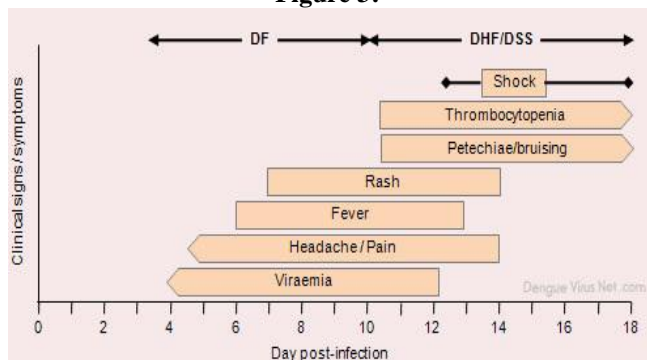 Figure 3.
DF DHF/DSS
Shock
Thrombocytopenia
Petechiae/bruising
Rash
Fever
Headache/Pain
Viraemia
Clinical signs/symptoms
Dengue Virus Net.com
0 2 4 6 8 10 12 14 16 18
Day post-infection